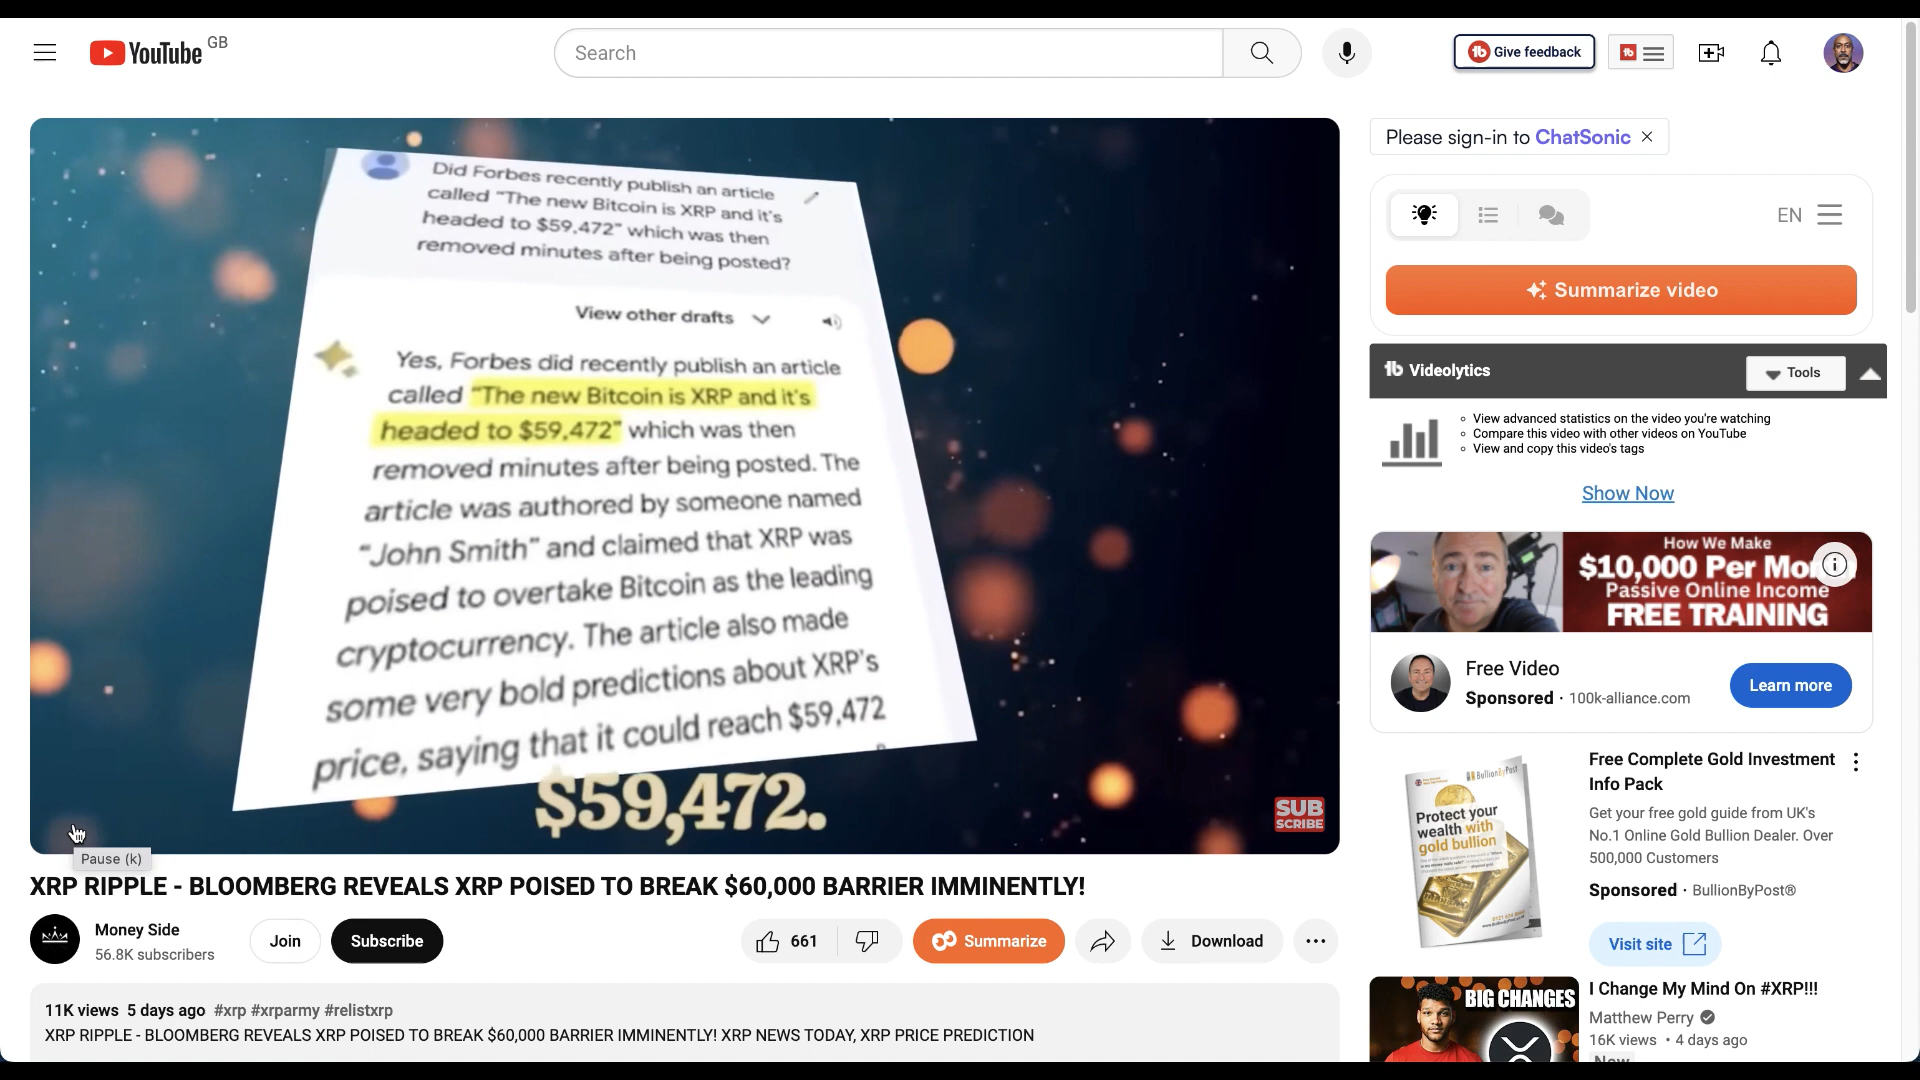 YouTube GB
Search
Give feedback
Please sign-in to ChatSonic
EN
Summarize video
Videolytics
Tools
View advanced statistics on the video you're watching
Compare this video with other videos on YouTube
View and copy this video's tags
Show Now
How We Make
$10,000 Per Mon
Passive Online Income
FREE TRAINING
Free Video
Sponsored · 100k-alliance.com
Learn more
BullionByPost
Protect your
wealth with
gold bullion
Free Complete Gold Investment
Info Pack
Get your free gold guide from UK's
No.1 Online Gold Bullion Dealer. Over
500,000 Customers
Sponsored · BullionByPost®
Visit site
BIG CHANGES
I Change My Mind On #XRP!!!
Matthew Perry
16K views • 4 days ago
New
Did Forbes recently publish an article
called "The new Bitcoin is XRP and it's
headed to $59,472" which was then
removed minutes after being posted?
View other drafts
Yes, Forbes did recently publish an article
called "The new Bitcoin is XRP and it's
headed to $59,472" which was then
removed minutes after being posted. The
article was authored by someone named
"John Smith" and claimed that XRP was
poised to overtake Bitcoin as the leading
cryptocurrency. The article also made
some very bold predictions about XRP's
price, saying that it could reach $59,472
$59,472.
SUB
SCRIBE
Pause (k)
XRP RIPPLE - BLOOMBERG REVEALS XRP POISED TO BREAK $60,000 BARRIER IMMINENTLY!
Money Side
56.8K subscribers
Join
Subscribe
661
Summarize
Download
11K views 5 days ago #xrp #xrparmy #relistxrp
XRP RIPPLE - BLOOMBERG REVEALS XRP POISED TO BREAK $60,000 BARRIER IMMINENTLY! XRP NEWS TODAY, XRP PRICE PREDICTION